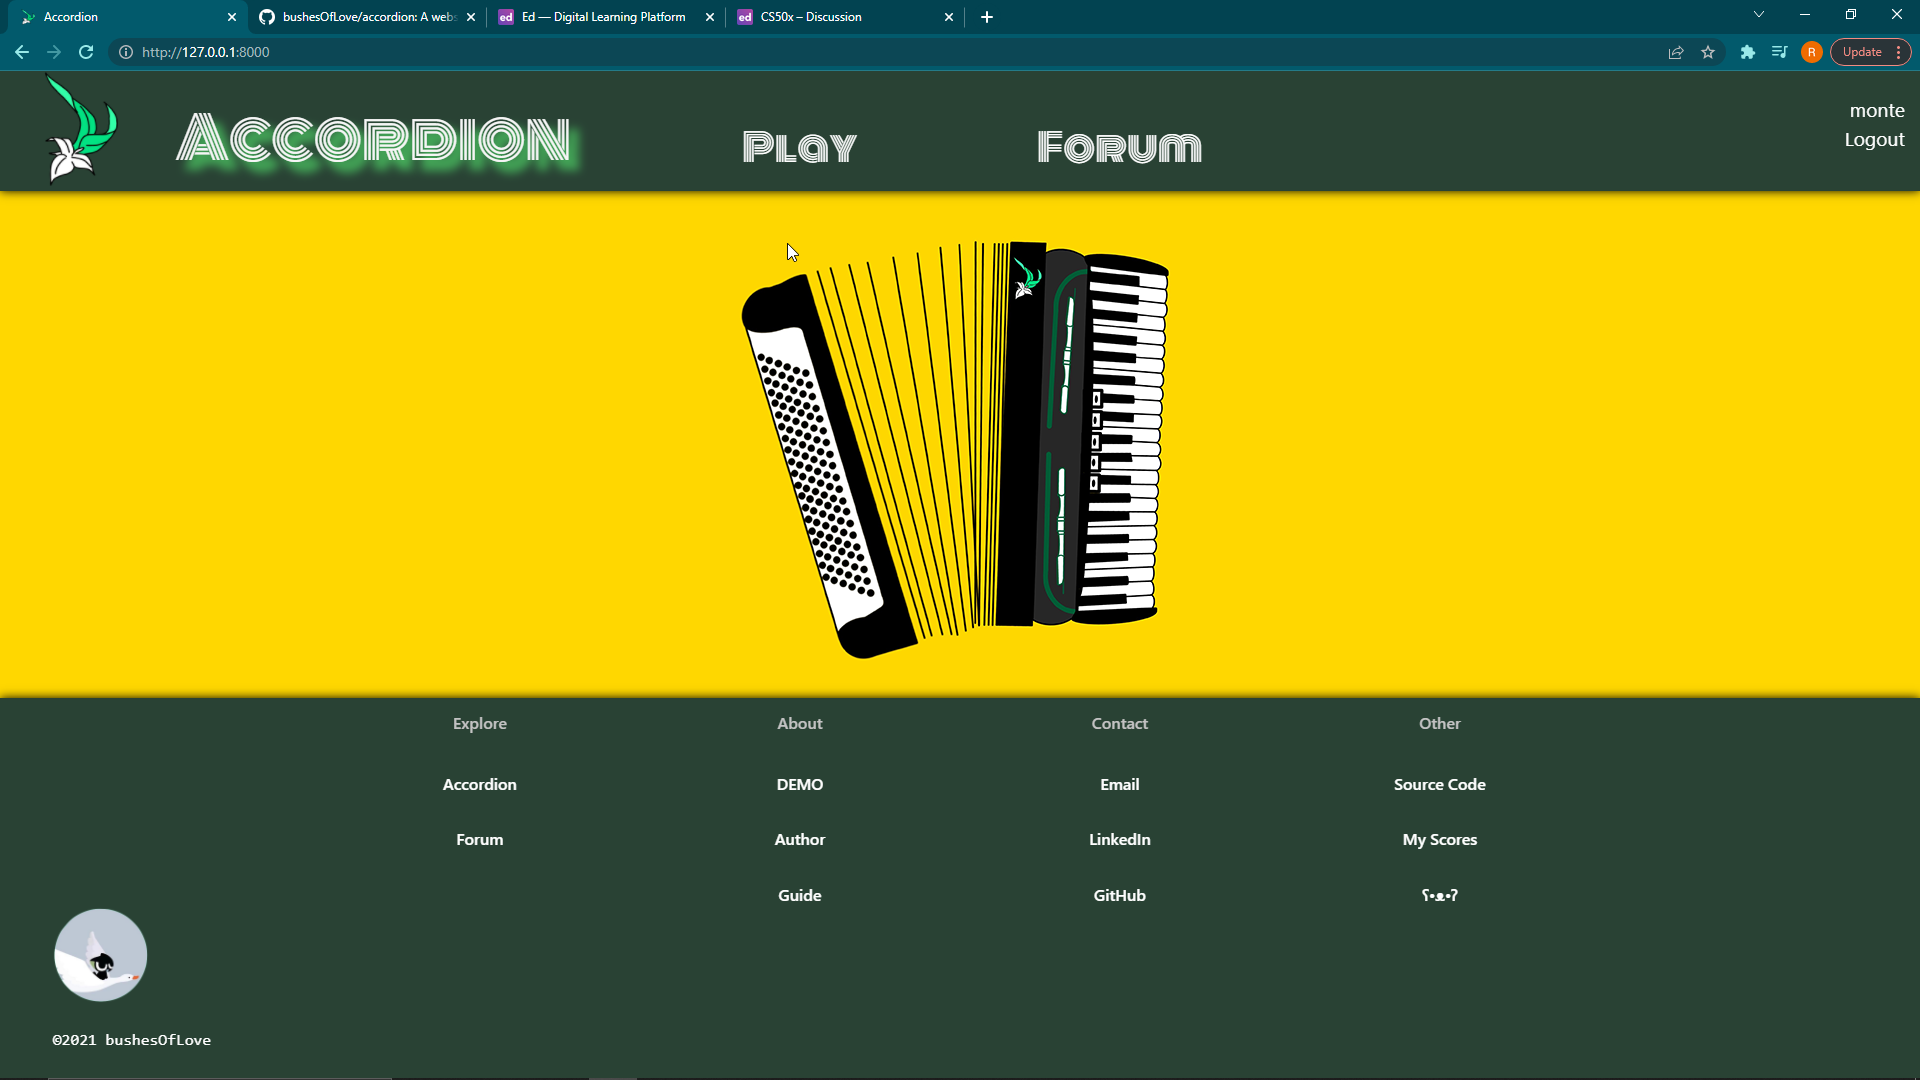 Accordion
bushesOfLove/accordion: A webs
Ed — Digital Learning Platform
CS50x – Discussion
http://127.0.0.1:8000
R
Update
Accordion
Play
Forum
monte
Logout
Explore
About
Contact
Other
Accordion
DEMO
Email
Source Code
Forum
Author
LinkedIn
My Scores
Guide
GitHub
ʕ•ᴥ•ʔ
©2021 bushesOfLove